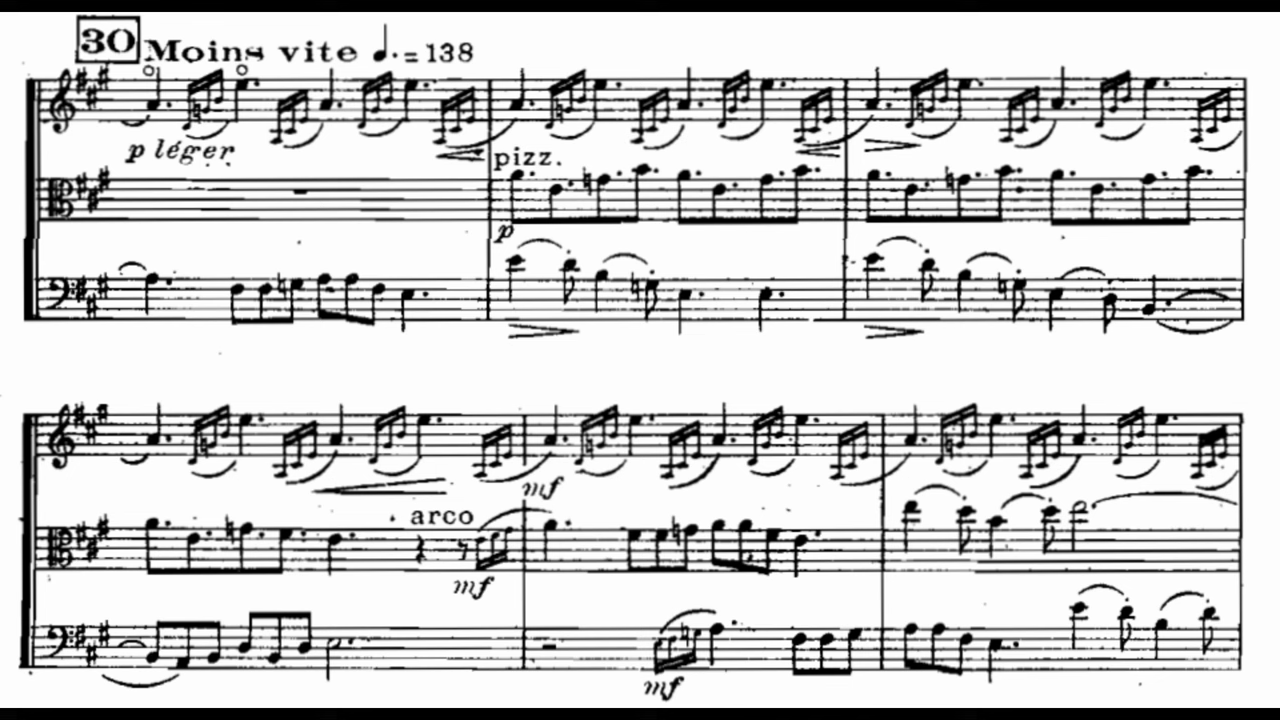 30 Moins vite ♩. = 138
p léger
pizz.
p
mf
arco
mf
mf